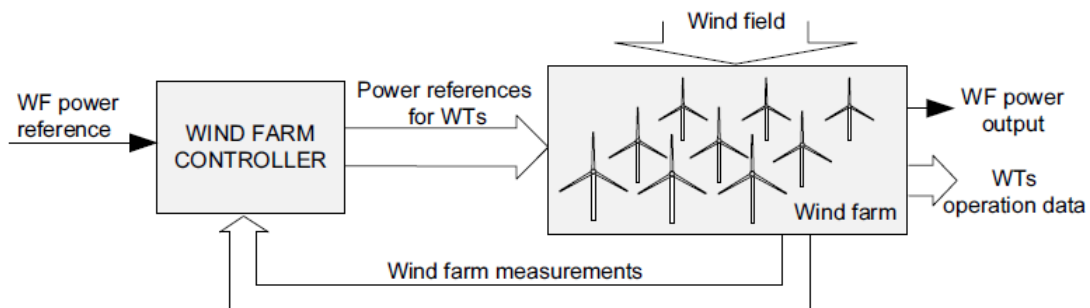 Wind field
WF power
reference
WIND FARM
CONTROLLER
Power references
for WTs
Wind farm
WF power
output
WTs
operation data
Wind farm measurements